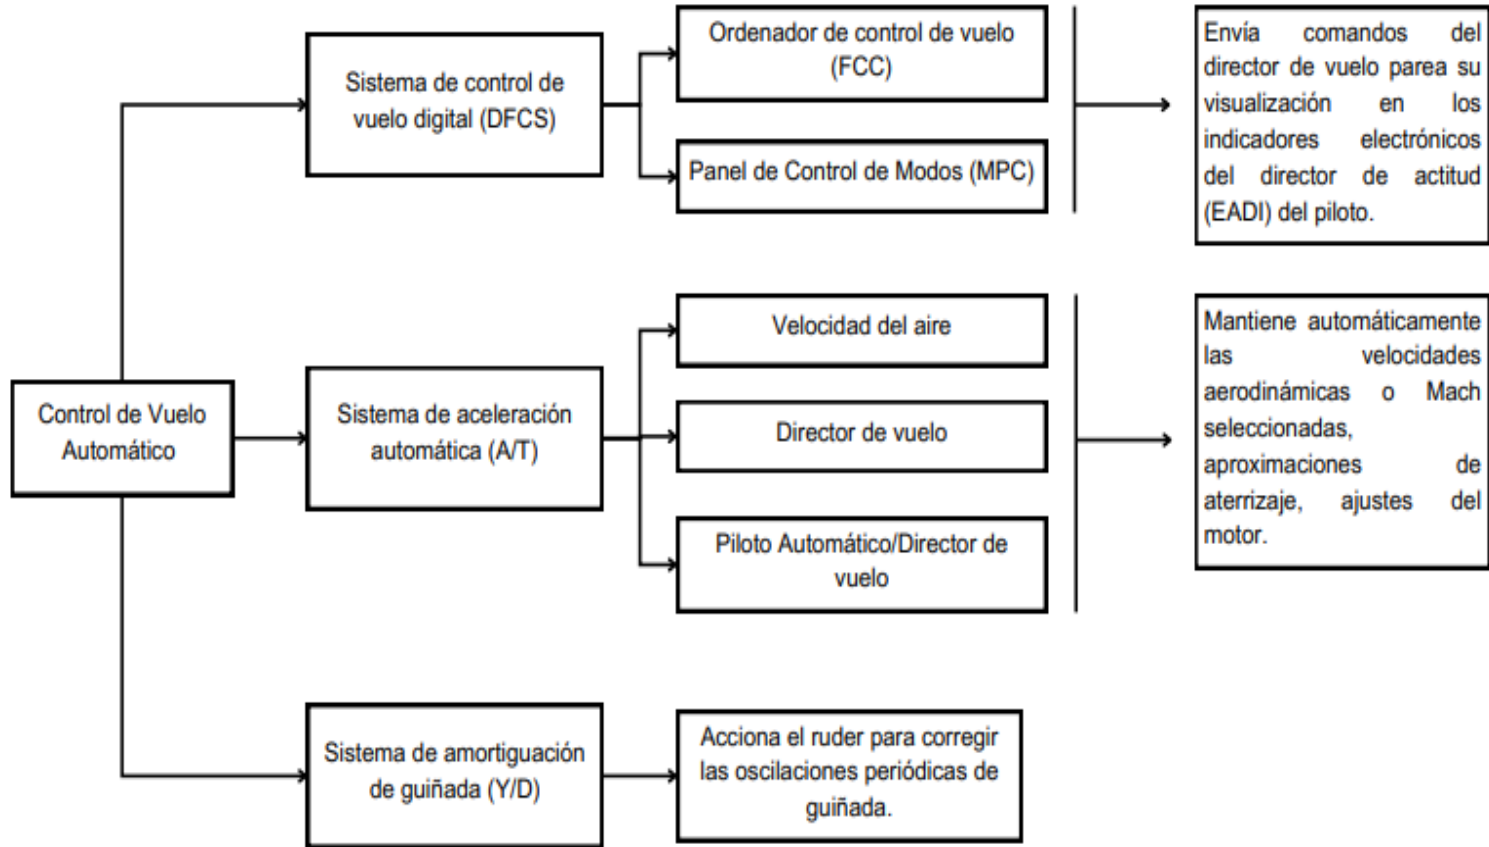 Control de Vuelo
Automático
Sistema de control de
vuelo digital (DFCS)
Ordenador de control de vuelo
(FCC)
Panel de Control de Modos (MPC)
Envía comandos del
director de vuelo parea su
visualización en los
indicadores electrónicos
del director de actitud
(EADI) del piloto.
Sistema de aceleración
automática (A/T)
Velocidad del aire
Director de vuelo
Piloto Automático/Director de
vuelo
Mantiene automáticamente
las velocidades
aerodinámicas o Mach
seleccionadas,
aproximaciones de
aterrizaje, ajustes del
motor.
Sistema de amortiguación
de guiñada (Y/D)
Acciona el ruder para corregir
las oscilaciones periódicas de
guiñada.